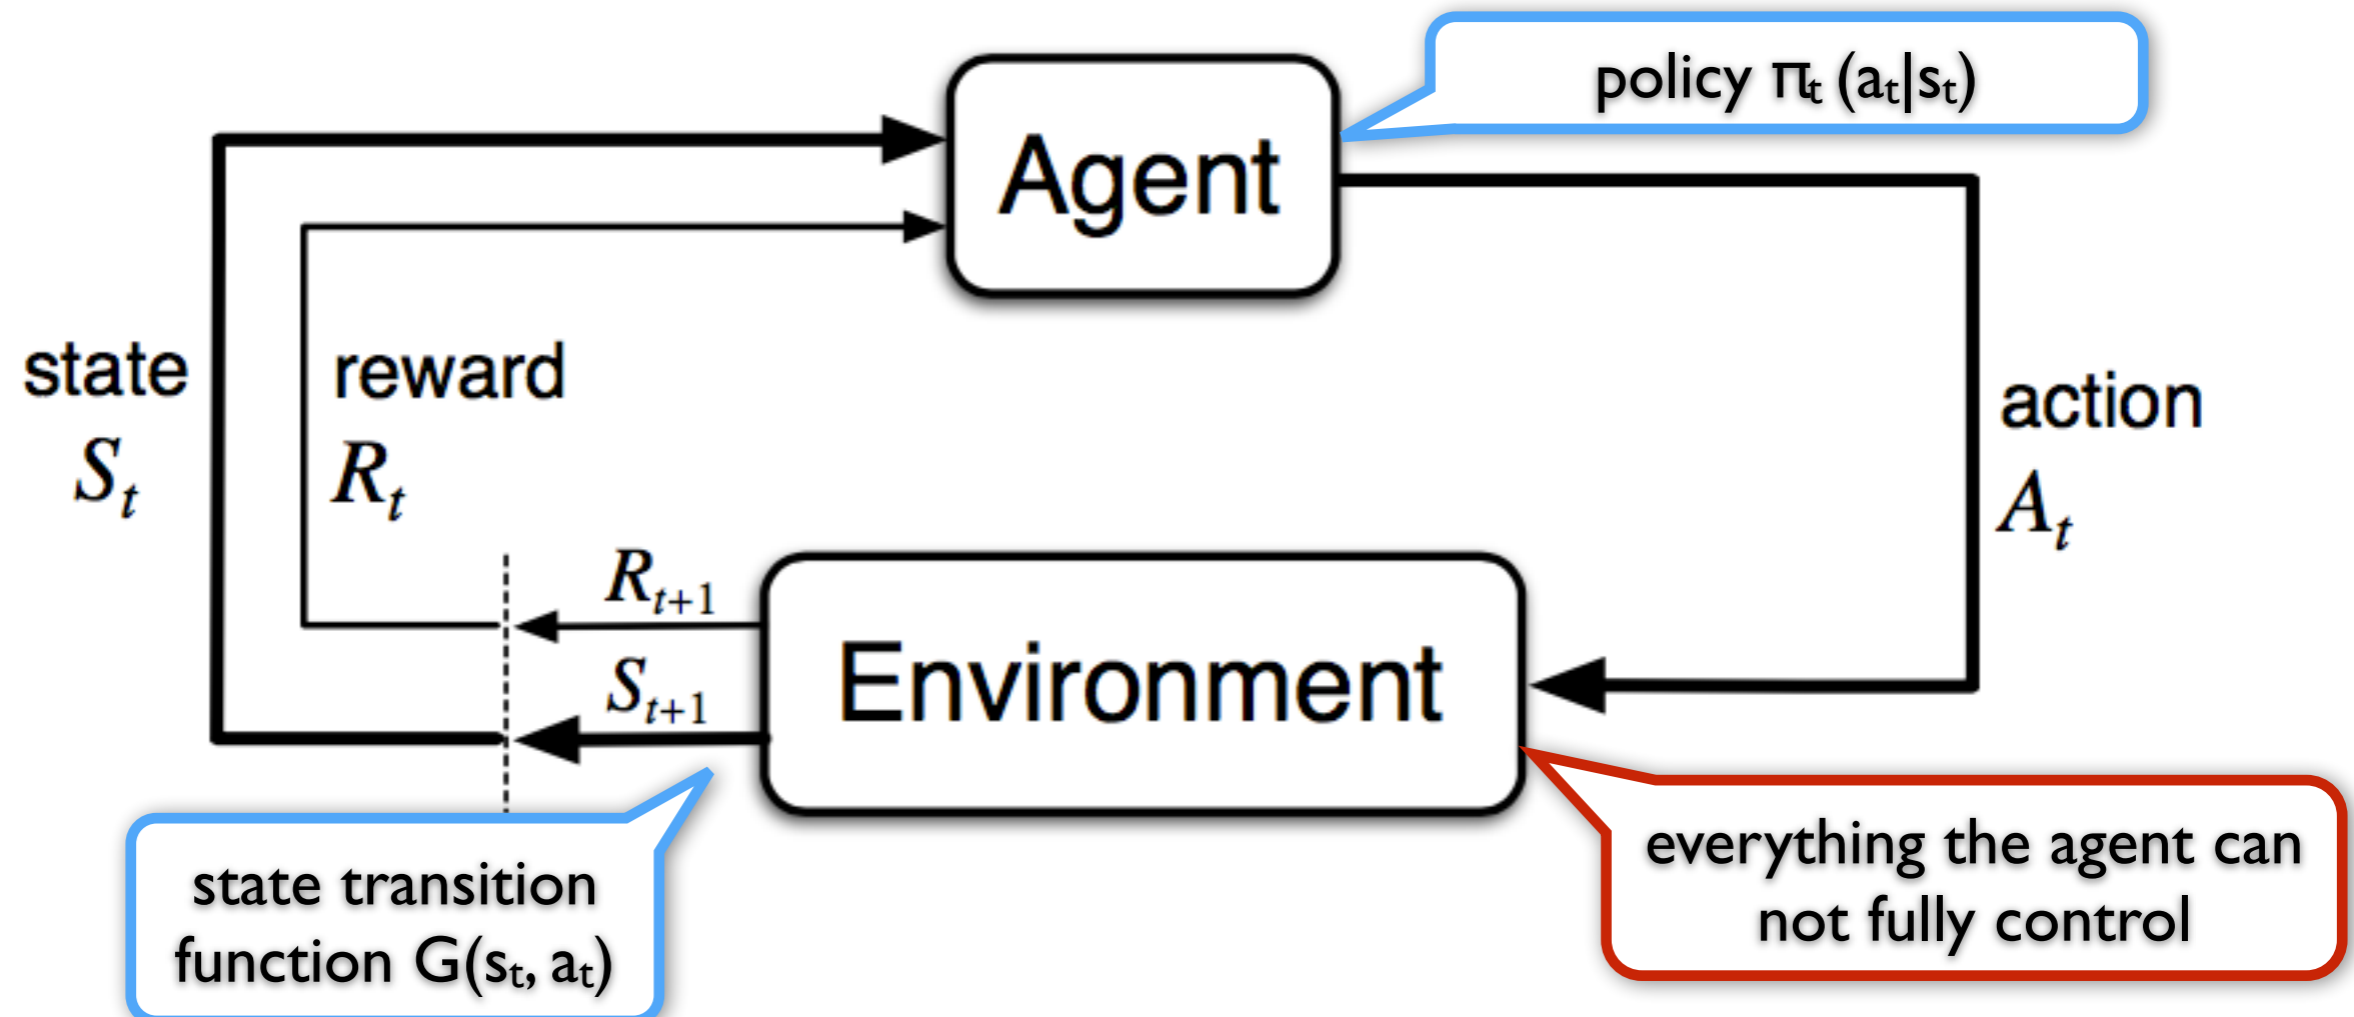 policy πₜ (aₜ|sₜ)
Agent
state
Sₜ
reward
Rₜ
action
Aₜ
Rₜ₊₁
Sₜ₊₁
Environment
state transition
function G(sₜ, aₜ)
everything the agent can
not fully control